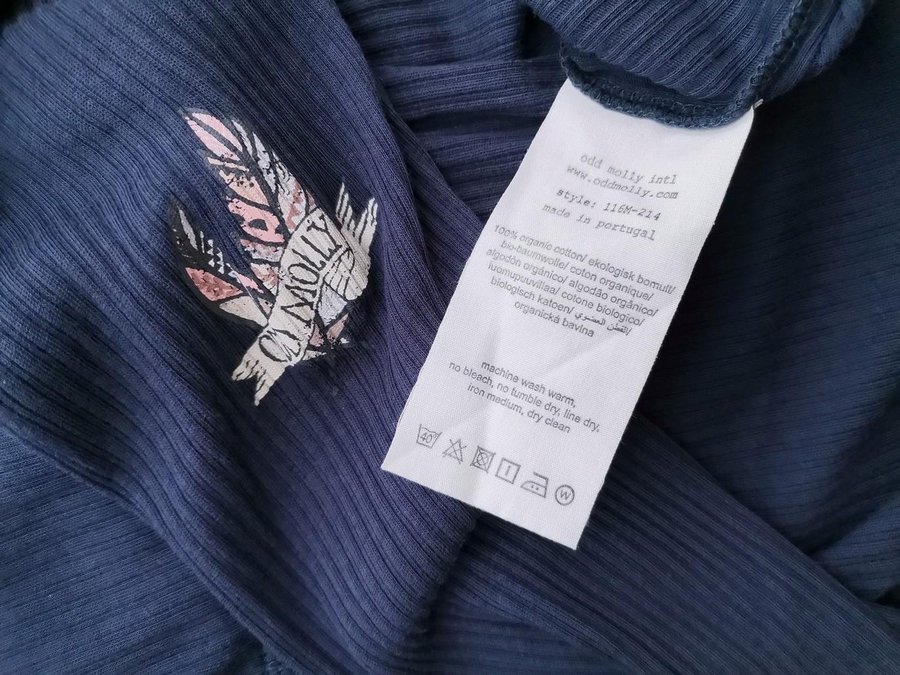 ODD MOLLY
odd molly intl
www.oddmolly.com
style: 116M-214
made in portugal
100% organic cotton/ ekologisk bomull/
bio-baumwolle/ coton organique/
algodón orgánico/ algodão orgânico/
luomupuuvillaa/ cotone biologico/
biologisch katoen/ القطن العضوي/
organická bavlna
machine wash warm,
no bleach, no tumble dry, line dry,
iron medium, dry clean
40°
W